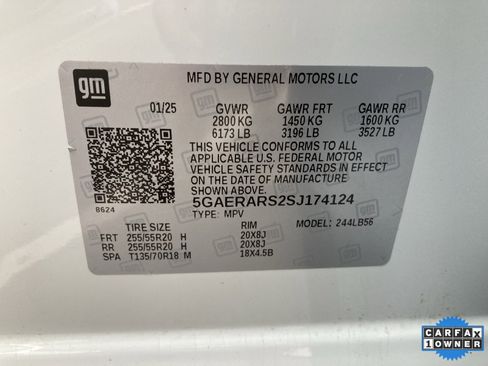 gm
MFD BY GENERAL MOTORS LLC
01/25 GVWR GAWR FRT GAWR RR
2800 KG 1450 KG 1600 KG
6173 LB 3196 LB 3527 LB
THIS VEHICLE CONFORMS TO ALL
APPLICABLE U.S. FEDERAL MOTOR
VEHICLE SAFETY STANDARDS IN
EFFECT ON THE DATE OF
MANUFACTURE SHOWN ABOVE.
8624
5GAERARS2SJ174124
TYPE: MPV MODEL: 244LB56
TIRE SIZE RIM
FRT 255/55R20 H 20X8J
RR 255/55R20 H 20X8J
SPA T135/70R18 M 18X4.5B
CARFAX
1 OWNER